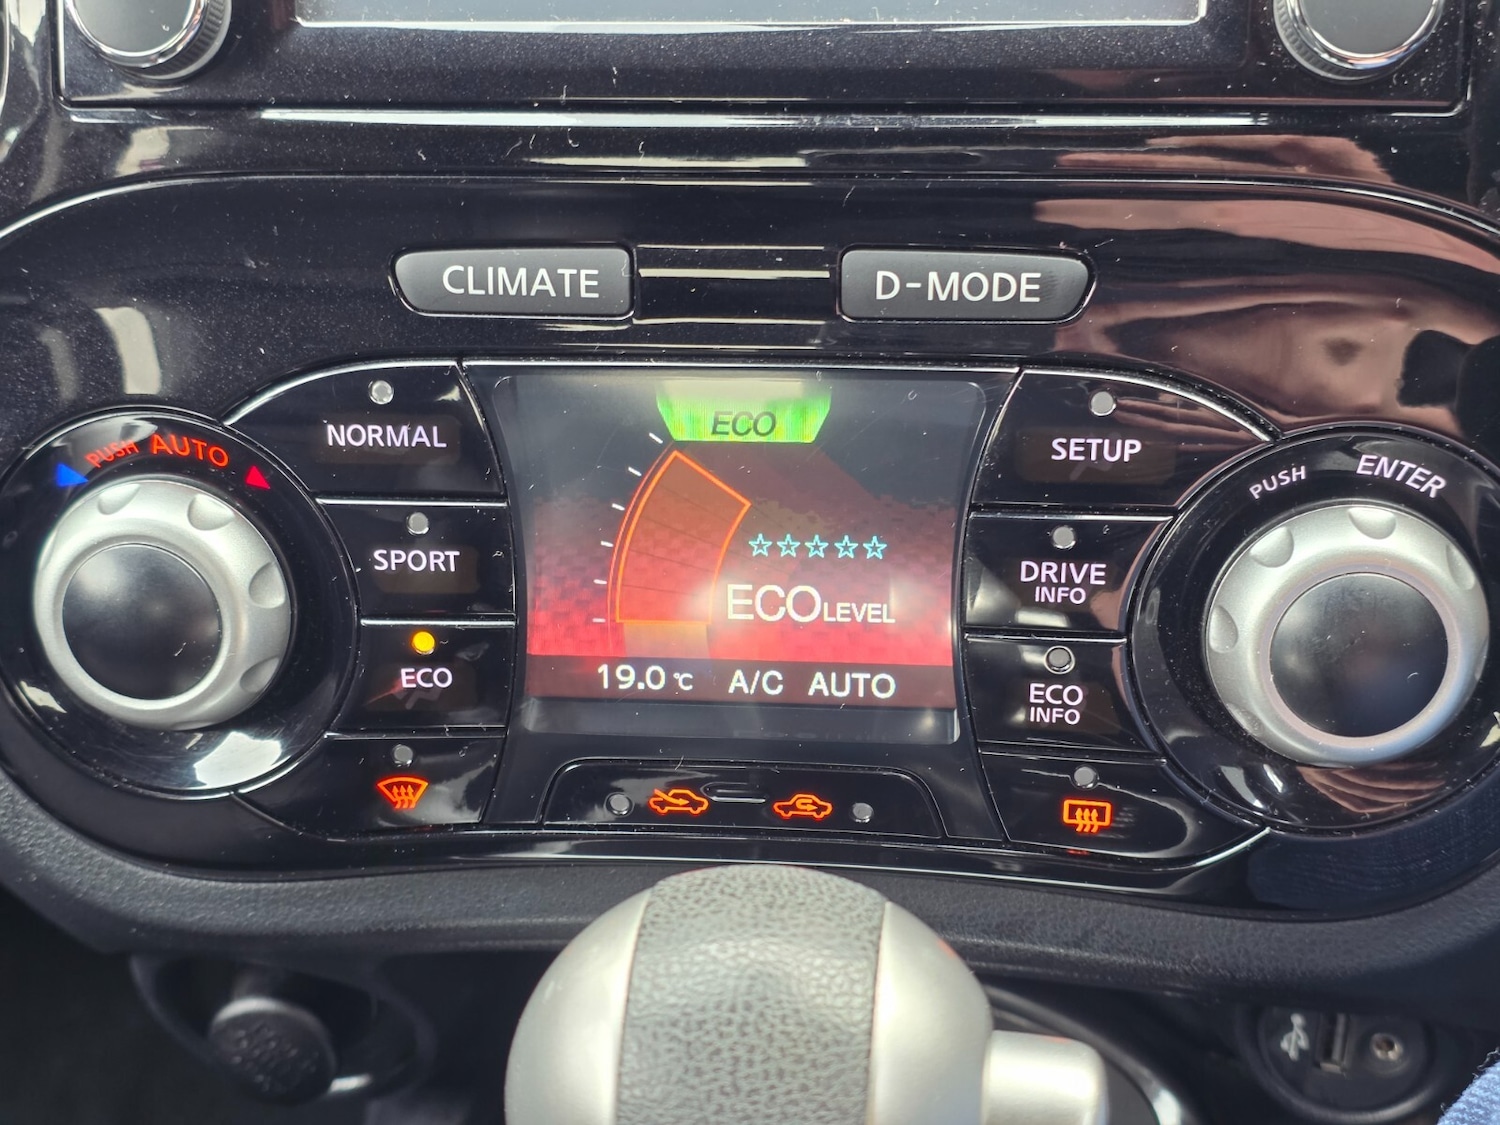 CLIMATE
D-MODE
NORMAL
ECO
SETUP
PUSH AUTO
PUSH ENTER
SPORT
DRIVE
INFO
ECO LEVEL
ECO
ECO
INFO
19.0 °C A/C AUTO